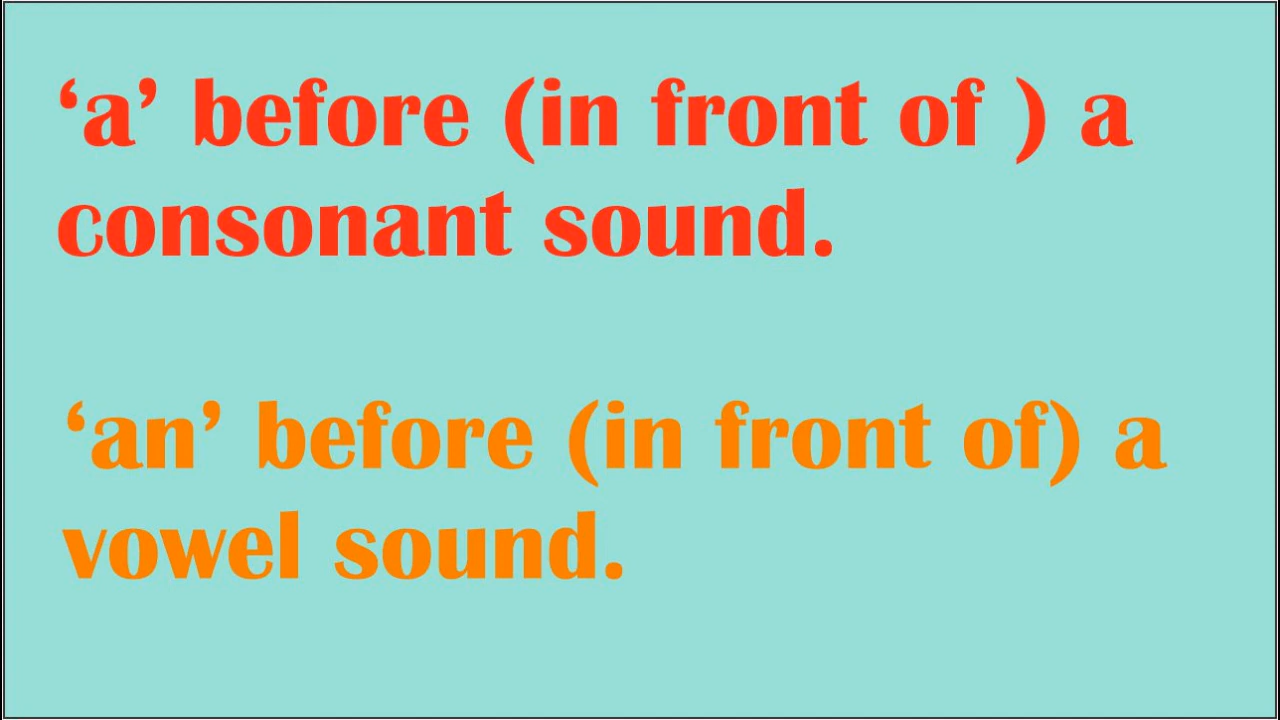 ‘a’ before (in front of ) a
consonant sound.
‘an’ before (in front of) a
vowel sound.